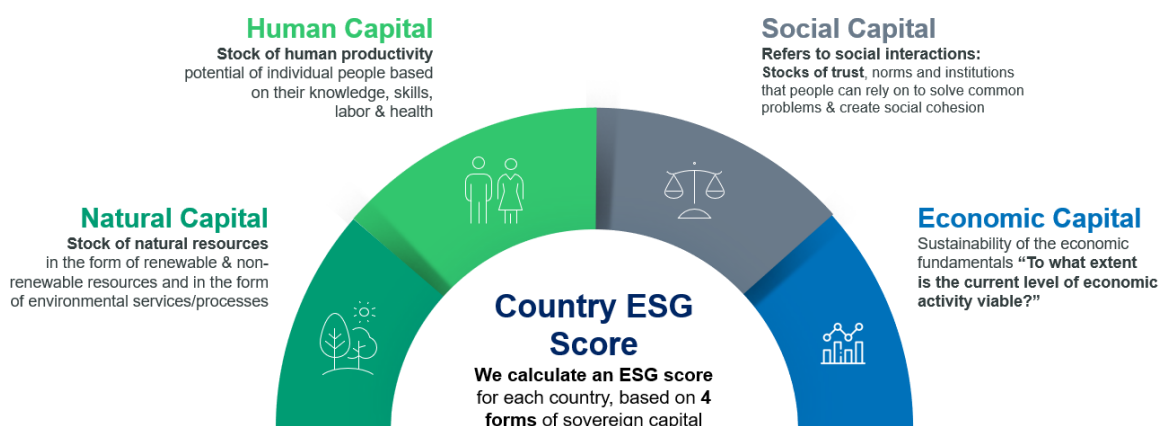 Human Capital
Stock of human productivity
potential of individual people based
on their knowledge, skills,
labor & health
Social Capital
Refers to social interactions:
Stocks of trust, norms and institutions
that people can rely on to solve common
problems & create social cohesion
Natural Capital
Stock of natural resources
in the form of renewable & non-
renewable resources and in the form
of environmental services/processes
Economic Capital
Sustainability of the economic
fundamentals “To what extent
is the current level of economic
activity viable?”
Country ESG
Score
We calculate an ESG score
for each country, based on 4
forms of sovereign capital